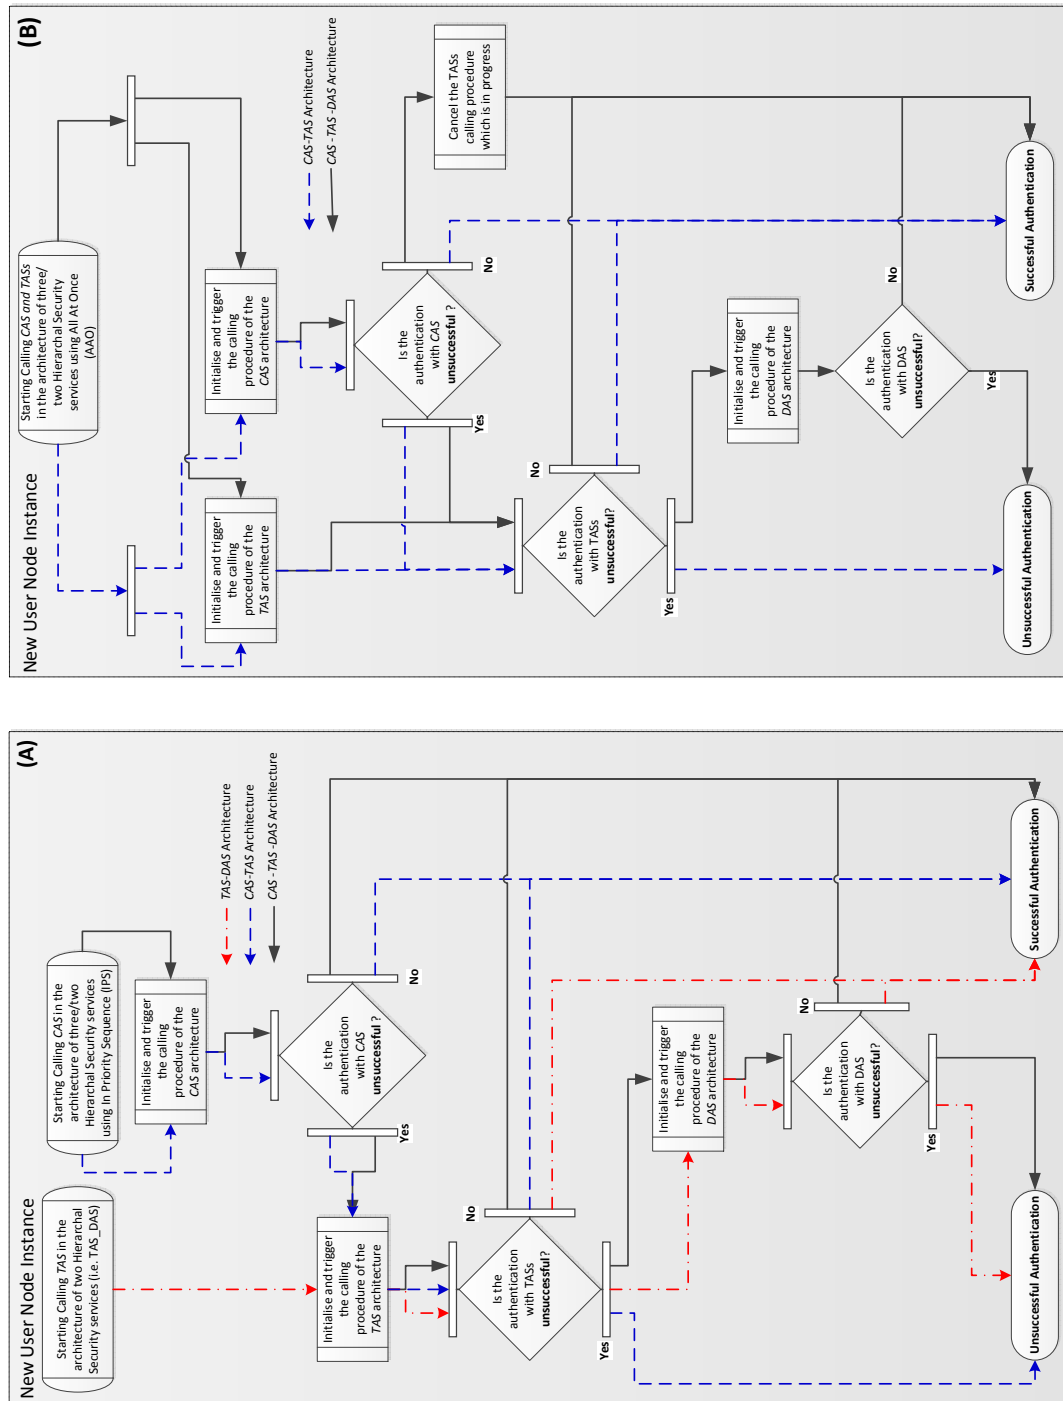 New User Node Instance
(A)
Starting Calling TAS in the
architecture of two Hierarchal
Security services (i.e. TAS_DAS)
Starting Calling CAS in the
architecture of three/two
Hierarchal Security services
using In Priority Sequence (IPS)
Initialise and trigger
the calling
procedure of the
CAS architecture
TAS-DAS Architecture
CAS-TAS Architecture
CAS - TAS -DAS Architecture
Is the
authentication
with CAS
unsuccessful ?
No
Yes
Initialise and trigger
the calling
procedure of the
TAS architecture
Is the
authentication
with TASs
unsuccessful?
No
Yes
Initialise and trigger
the calling
procedure of the
DAS architecture
Is the
authentication
with DAS
unsuccessful?
No
Yes
Unsuccessful Authentication
Successful Authentication
New User Node Instance
(B)
Starting Calling CAS and TASs
in the architecture of three/
two Hierarchal Security
services using All At Once
(AAO)
Initialise and trigger
the calling
procedure of the
TAS architecture
Initialise and trigger
the calling
procedure of the
CAS architecture
CAS-TAS Architecture
CAS - TAS -DAS Architecture
Is the
authentication
with CAS
unsuccessful ?
No
Yes
Cancel the TASs
calling procedure
which is in progress
Is the
authentication
with TASs
unsuccessful?
No
Yes
Initialise and trigger
the calling
procedure of the
DAS architecture
Is the
authentication
with DAS
unsuccessful?
No
Yes
Unsuccessful Authentication
Successful Authentication